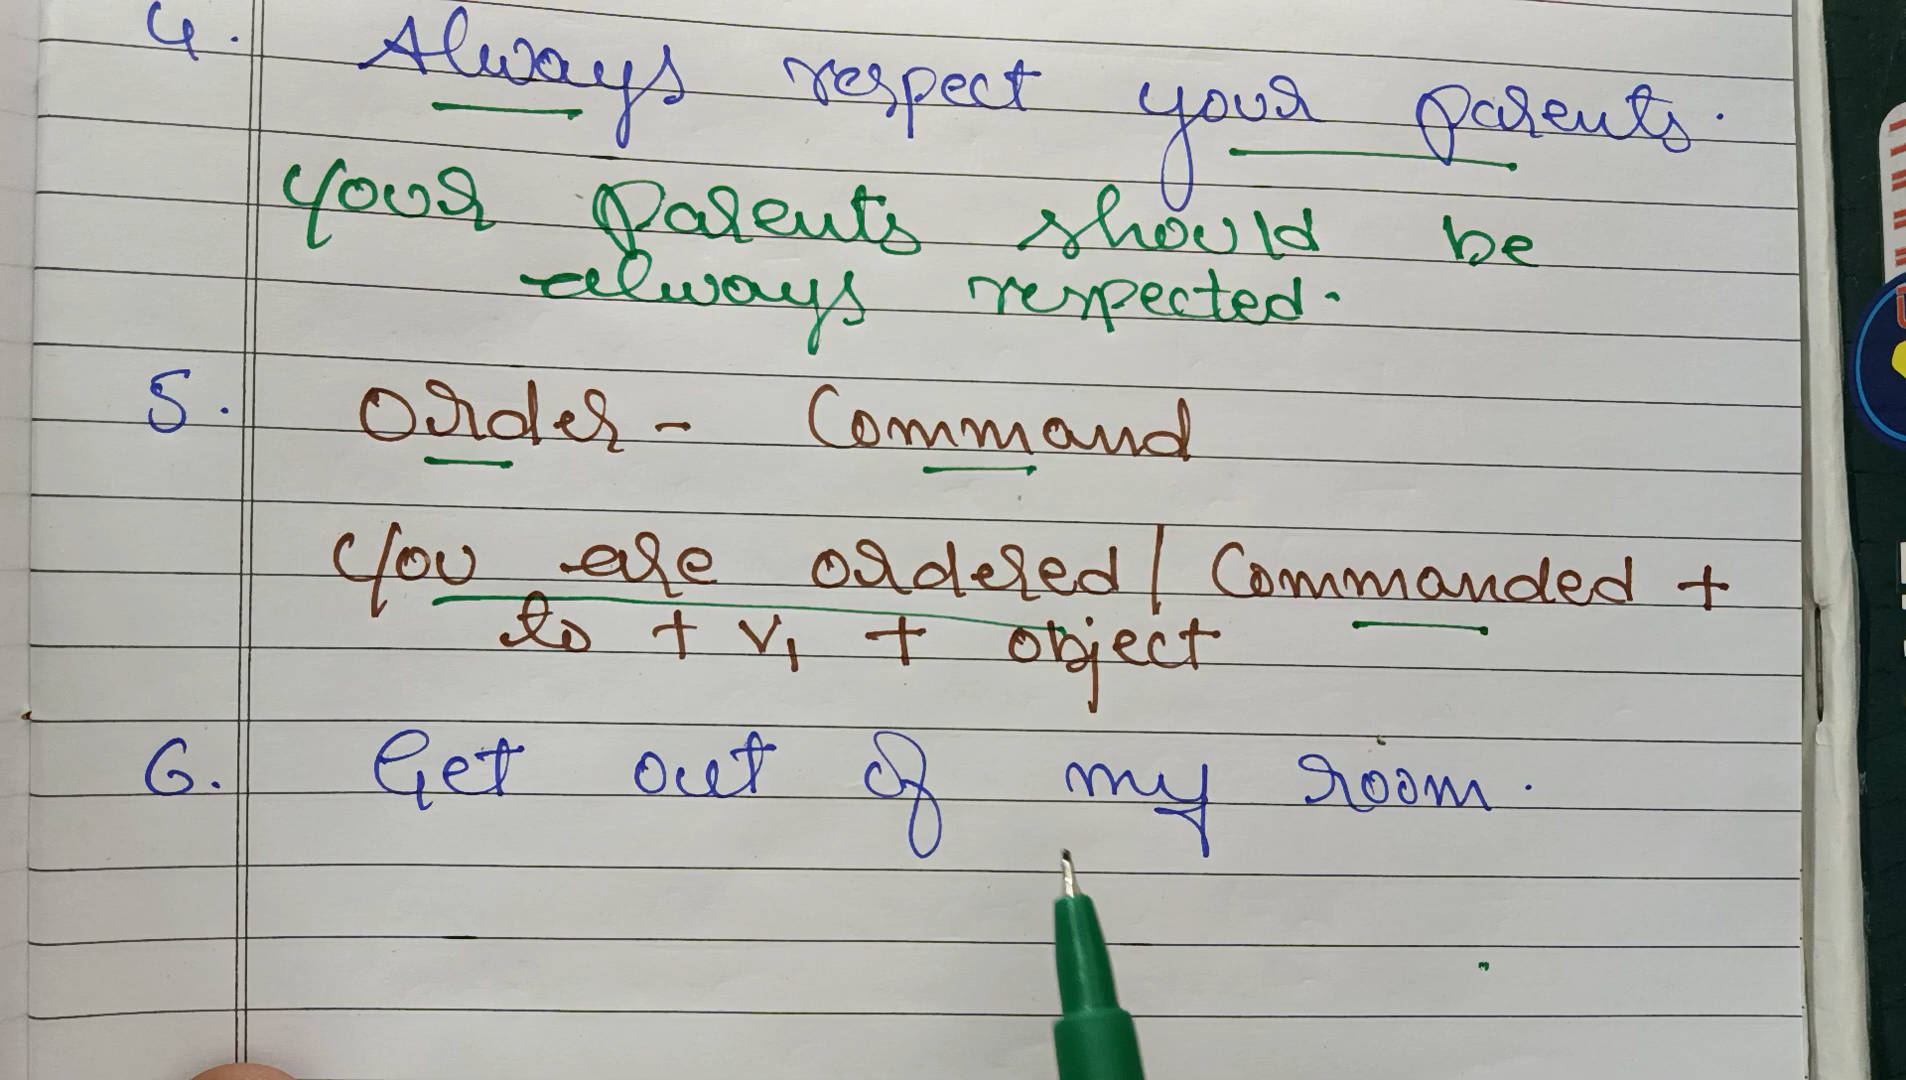 4. Always respect your parents.
Your parents should be
always respected.
5. Order - Command
You are ordered / Commanded +
to + V1 + object
6. Get out of my room.